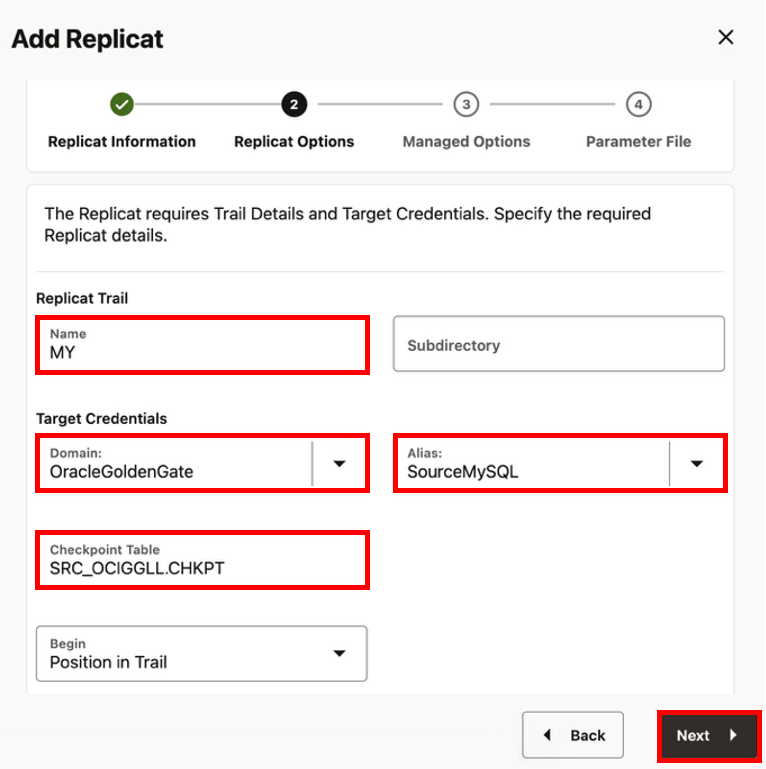 Add Replicat
2
3
4
Replicat Information
Replicat Options
Managed Options
Parameter File
The Replicat requires Trail Details and Target Credentials. Specify the required
Replicat details.
Replicat Trail
Name
MY
Subdirectory
Target Credentials
Domain:
OracleGoldenGate
Alias:
SourceMySQL
Checkpoint Table
SRC_OCIGGLL.CHKPT
Begin
Position in Trail
Back
Next